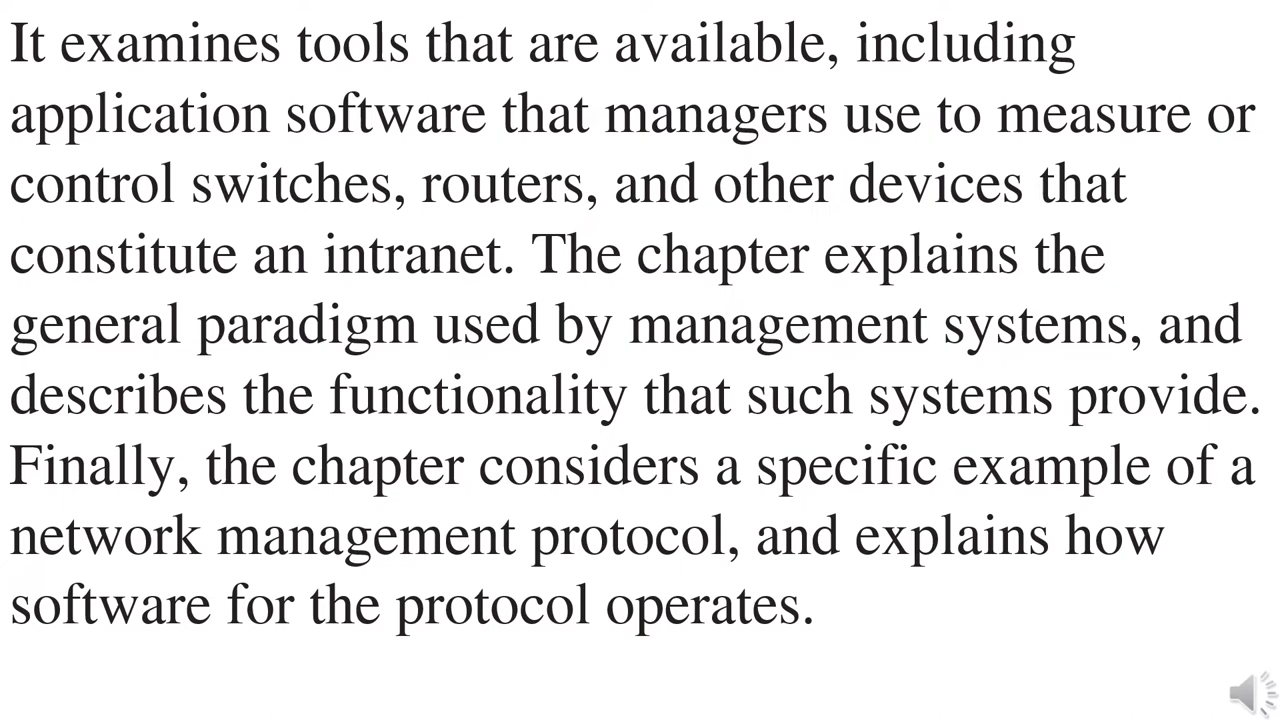 It examines tools that are available, including
application software that managers use to measure or
control switches, routers, and other devices that
constitute an intranet. The chapter explains the
general paradigm used by management systems, and
describes the functionality that such systems provide.
Finally, the chapter considers a specific example of a
network management protocol, and explains how
software for the protocol operates.